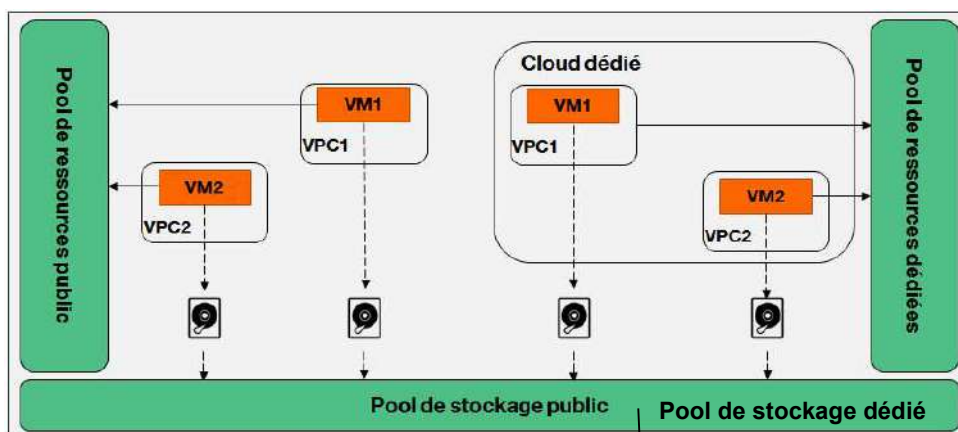 Pool de ressources public
VM1
VPC1
VM2
VPC2
Cloud dédié
VM1
VPC1
VM2
VPC2
Pool de ressources dédiées
Pool de stockage public
Pool de stockage dédié